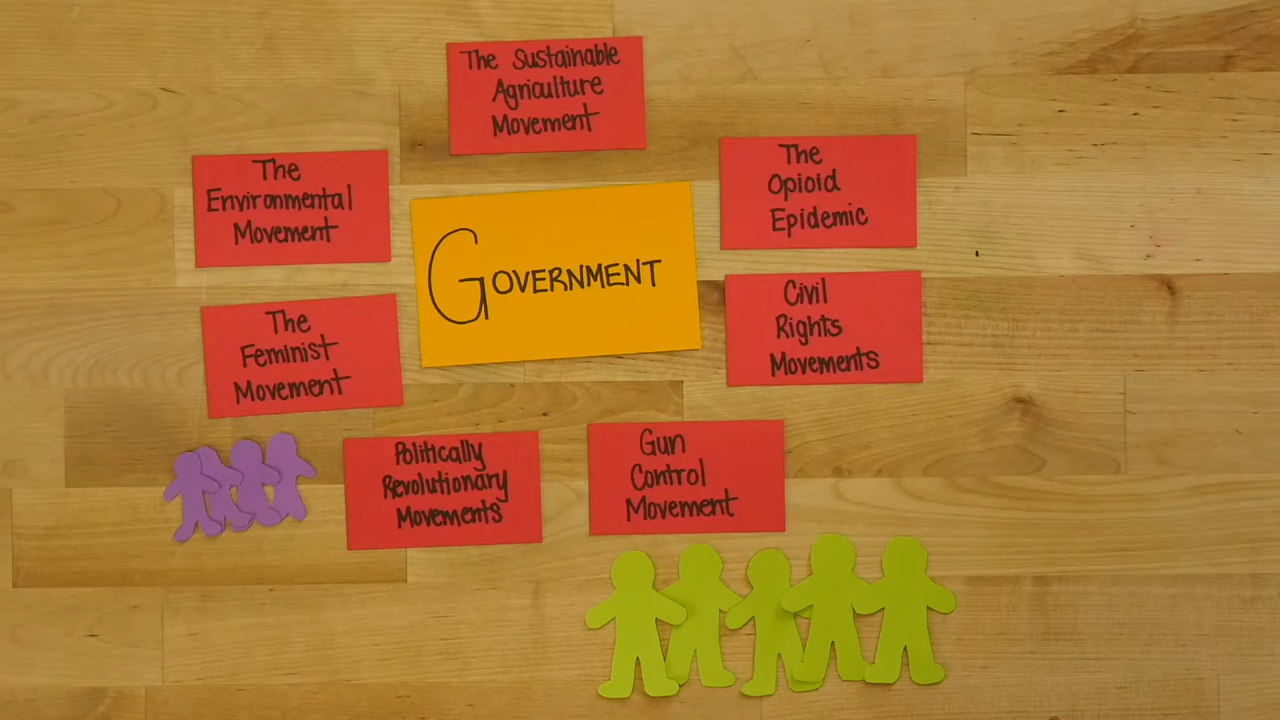 The Sustainable
Agriculture
Movement
The
Environmental
Movement
The
Opioid
Epidemic
GOVERNMENT
The
Feminist
Movement
Civil
Rights
Movements
Politically
Revolutionary
Movements
Gun
Control
Movement